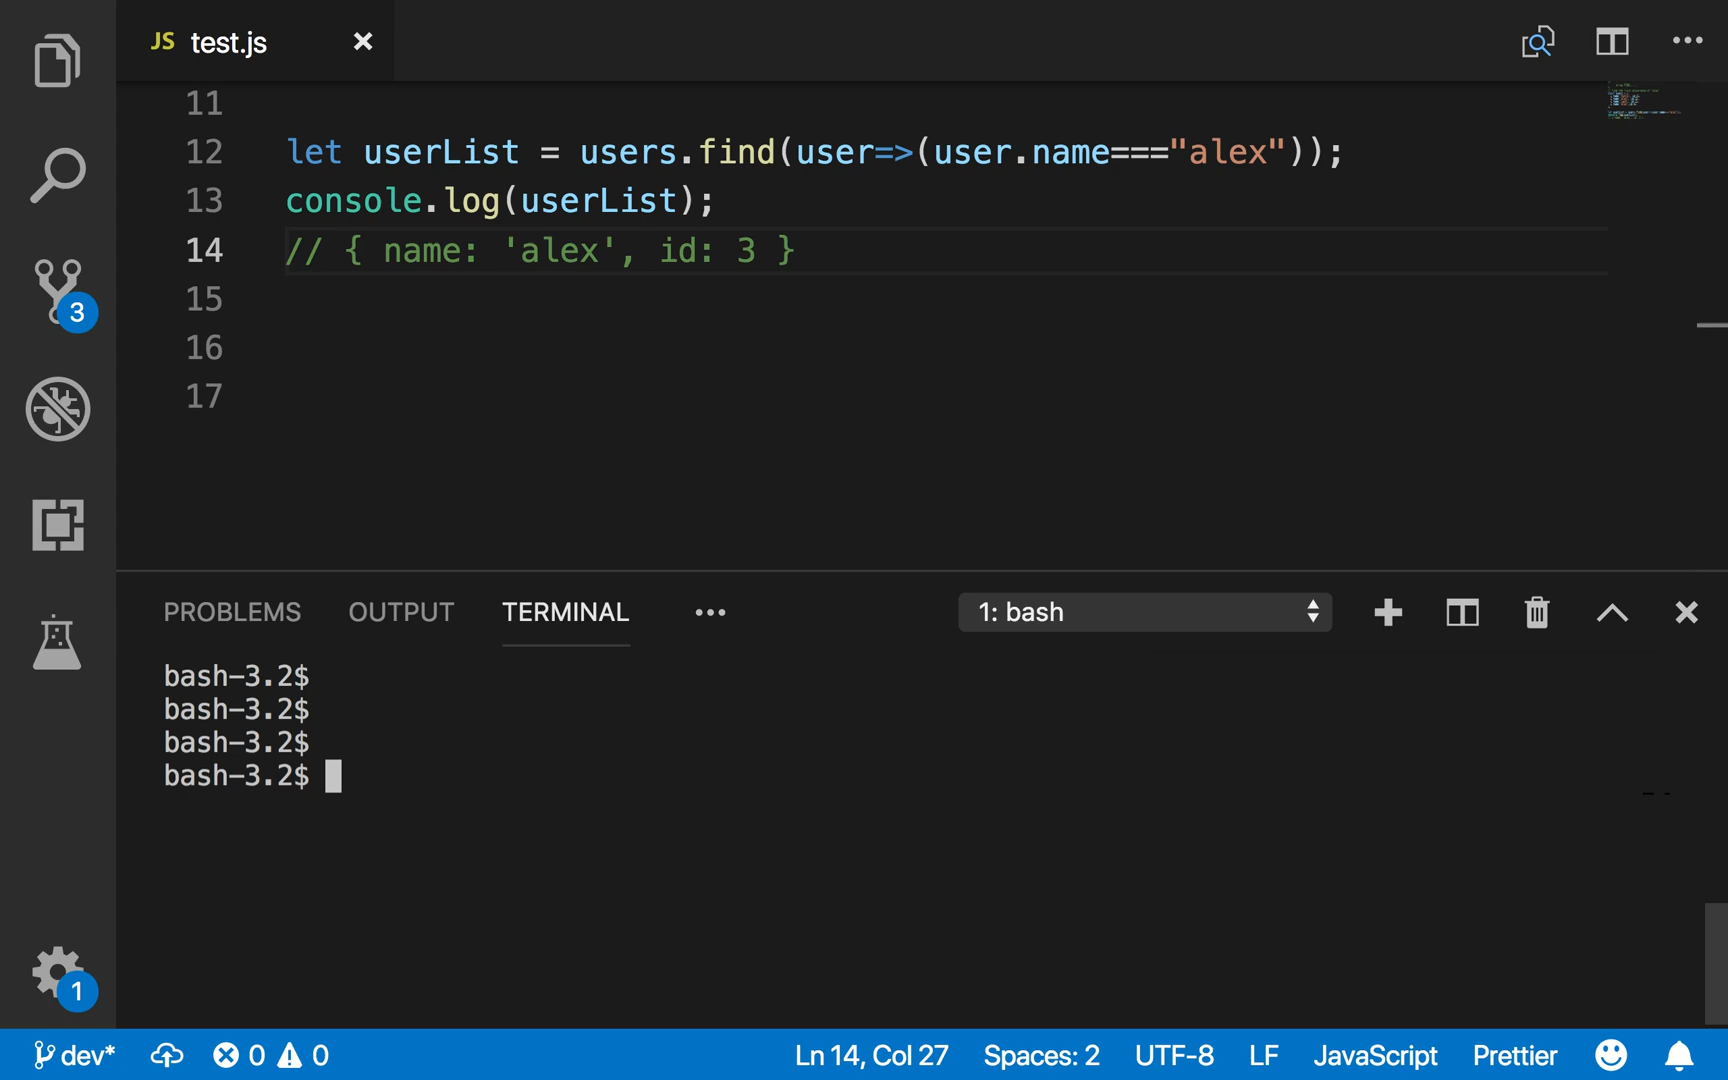 JS test.js
11
12 let userList = users.find(user=>(user.name==="alex"));
13 console.log(userList);
14 // { name: 'alex', id: 3 }
15
16
17
3
PROBLEMS OUTPUT TERMINAL 1: bash
bash-3.2$
bash-3.2$
bash-3.2$
bash-3.2$
1
dev* 0 0 Ln 14, Col 27 Spaces: 2 UTF-8 LF JavaScript Prettier